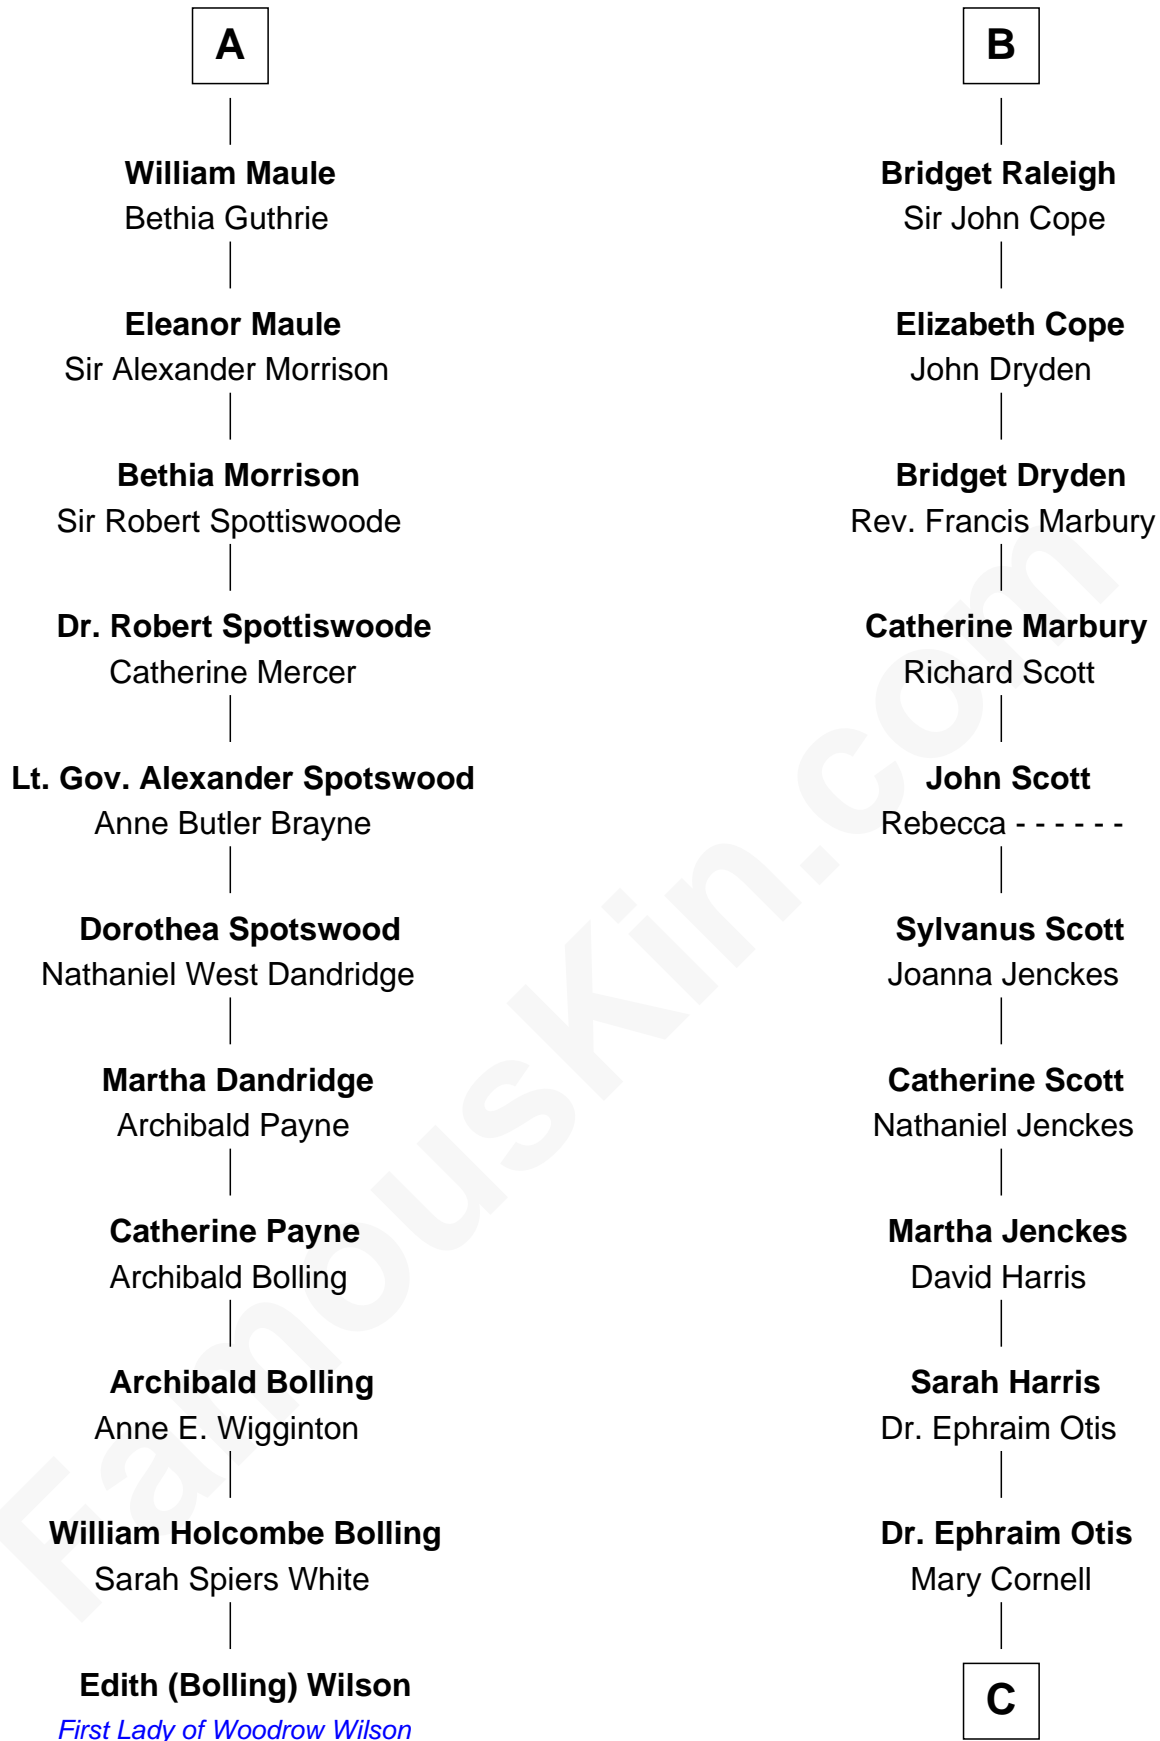 A
William Maule
Bethia Guthrie
Eleanor Maule
Sir Alexander Morrison
Bethia Morrison
Sir Robert Spottiswoode
Dr. Robert Spottiswoode
Catherine Mercer
Lt. Gov. Alexander Spotswood
Anne Butler Brayne
Dorothea Spotswood
Nathaniel West Dandridge
Martha Dandridge
Archibald Payne
Catherine Payne
Archibald Bolling
Archibald Bolling
Anne E. Wigginton
William Holcombe Bolling
Sarah Spiers White
Edith (Bolling) Wilson
First Lady of Woodrow Wilson
B
Bridget Raleigh
Sir John Cope
Elizabeth Cope
John Dryden
Bridget Dryden
Rev. Francis Marbury
Catherine Marbury
Richard Scott
John Scott
Rebecca - - - - - -
Sylvanus Scott
Joanna Jenckes
Catherine Scott
Nathaniel Jenckes
Martha Jenckes
David Harris
Sarah Harris
Dr. Ephraim Otis
Dr. Ephraim Otis
Mary Cornell
C
FamousKin.com